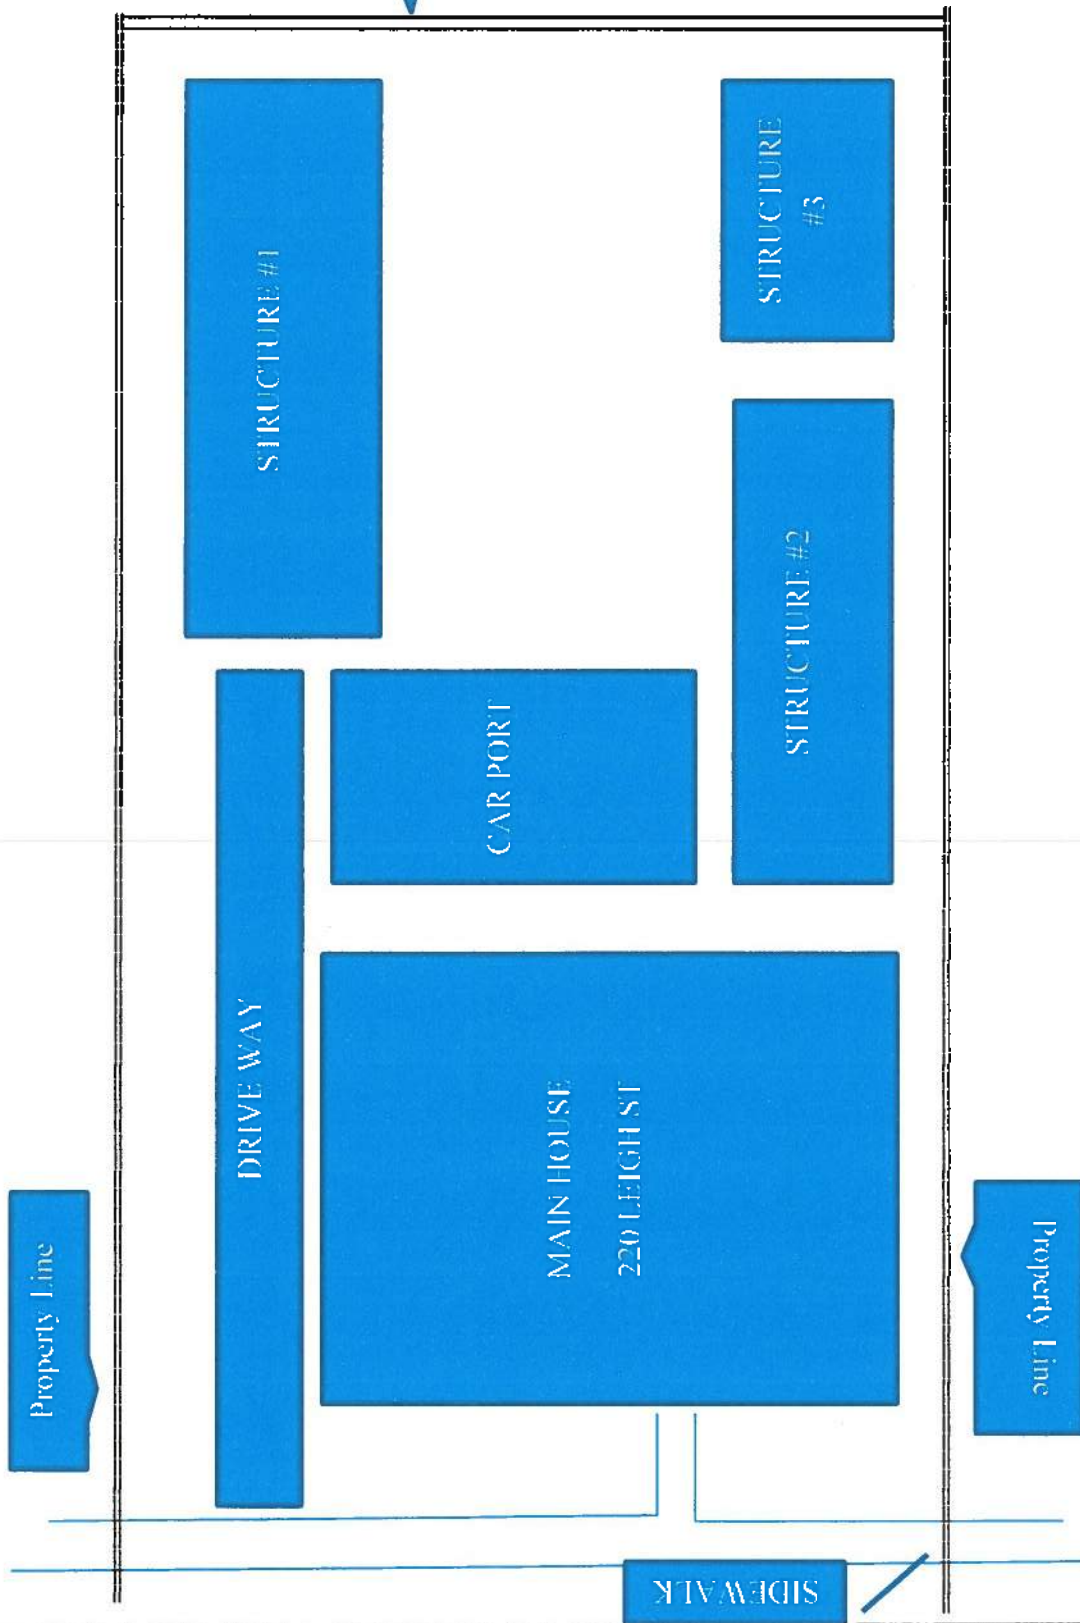 STRUCTURE #1
STRUCTURE
#3
STRUCTURE #2
CAR PORT
DRIVE WAY
MAIN HOUSE
220 LEIGH ST
Property Line
Property Line
SIDEWALK